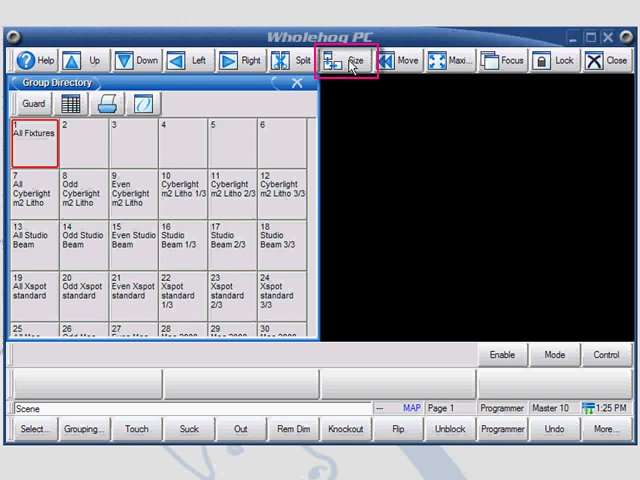 Wholehog PC
Help Up Down Left Right Split Size Move Maxi... Focus Lock Close
Group Directory
Guard
1 2 3 4 5 6
All Fixtures
7 8 9 10 11 12
All Cyberlight m2 Litho
Odd Cyberlight m2 Litho
Even Cyberlight m2 Litho
Cyberlight m2 Litho 1/3
Cyberlight m2 Litho 2/3
Cyberlight m2 Litho 3/3
13 14 15 16 17 18
All Studio Beam
Odd Studio Beam
Even Studio Beam
Studio Beam 1/3
Studio Beam 2/3
Studio Beam 3/3
19 20 21 22 23 24
All Xspot standard
Odd Xspot standard
Even Xspot standard
Xspot standard 1/3
Xspot standard 2/3
Xspot standard 3/3
25 26 27 28 29 30
Enable Mode Control
Scene --- MAP Page 1 Programmer Master 10 1:25 PM
Select... Grouping... Touch Suck Out Rem Dim Knockout Flip Unblock Programmer Undo More...